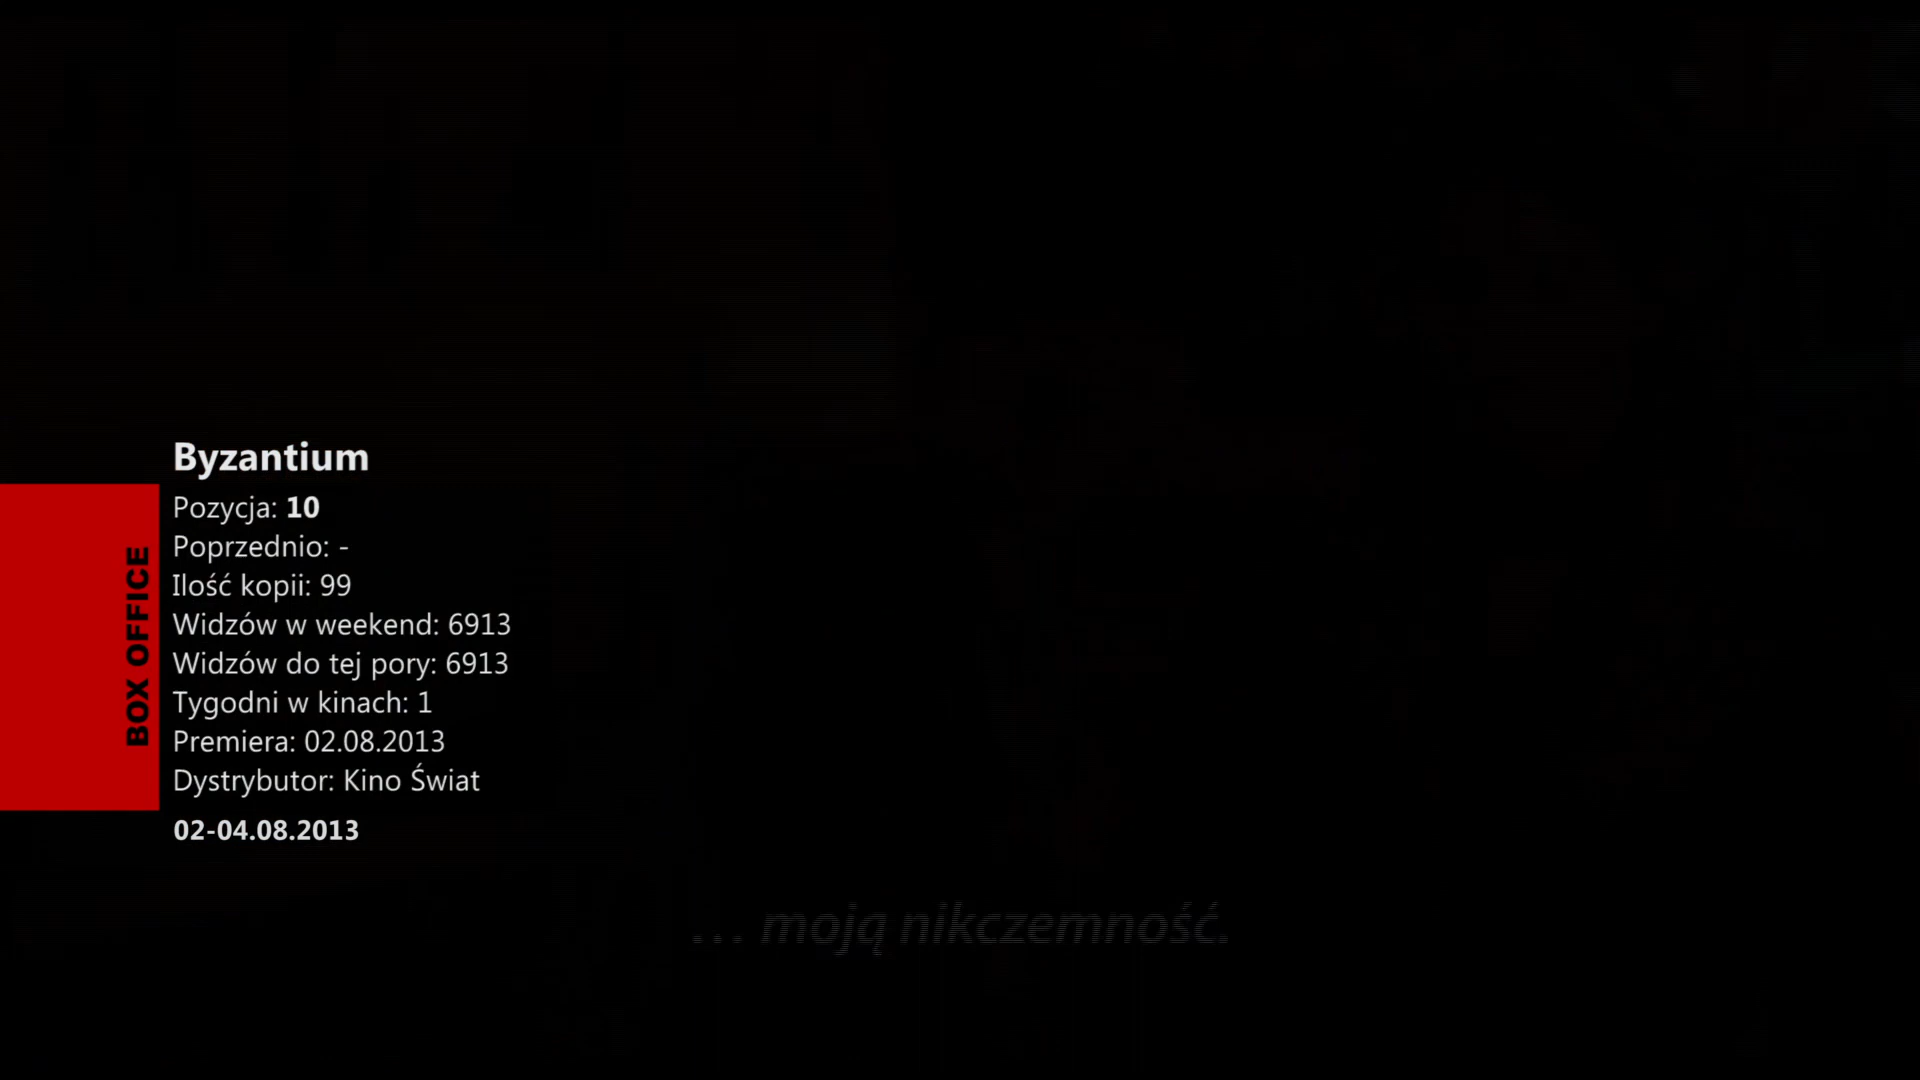 Byzantium
Pozycja: 10
Poprzednio: -
Ilość kopii: 99
Widzów w weekend: 6913
Widzów do tej pory: 6913
Tygodni w kinach: 1
Premiera: 02.08.2013
Dystrybutor: Kino Świat
02-04.08.2013
BOX OFFICE
... moją nikczemność.